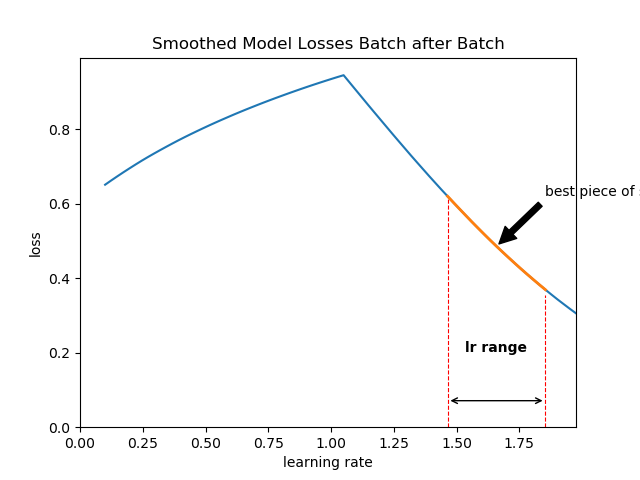 Smoothed Model Losses Batch after Batch
loss
0.8
0.6
0.4
0.2
0.0
best piece of
lr range
0.00 0.25 0.50 0.75 1.00 1.25 1.50 1.75
learning rate